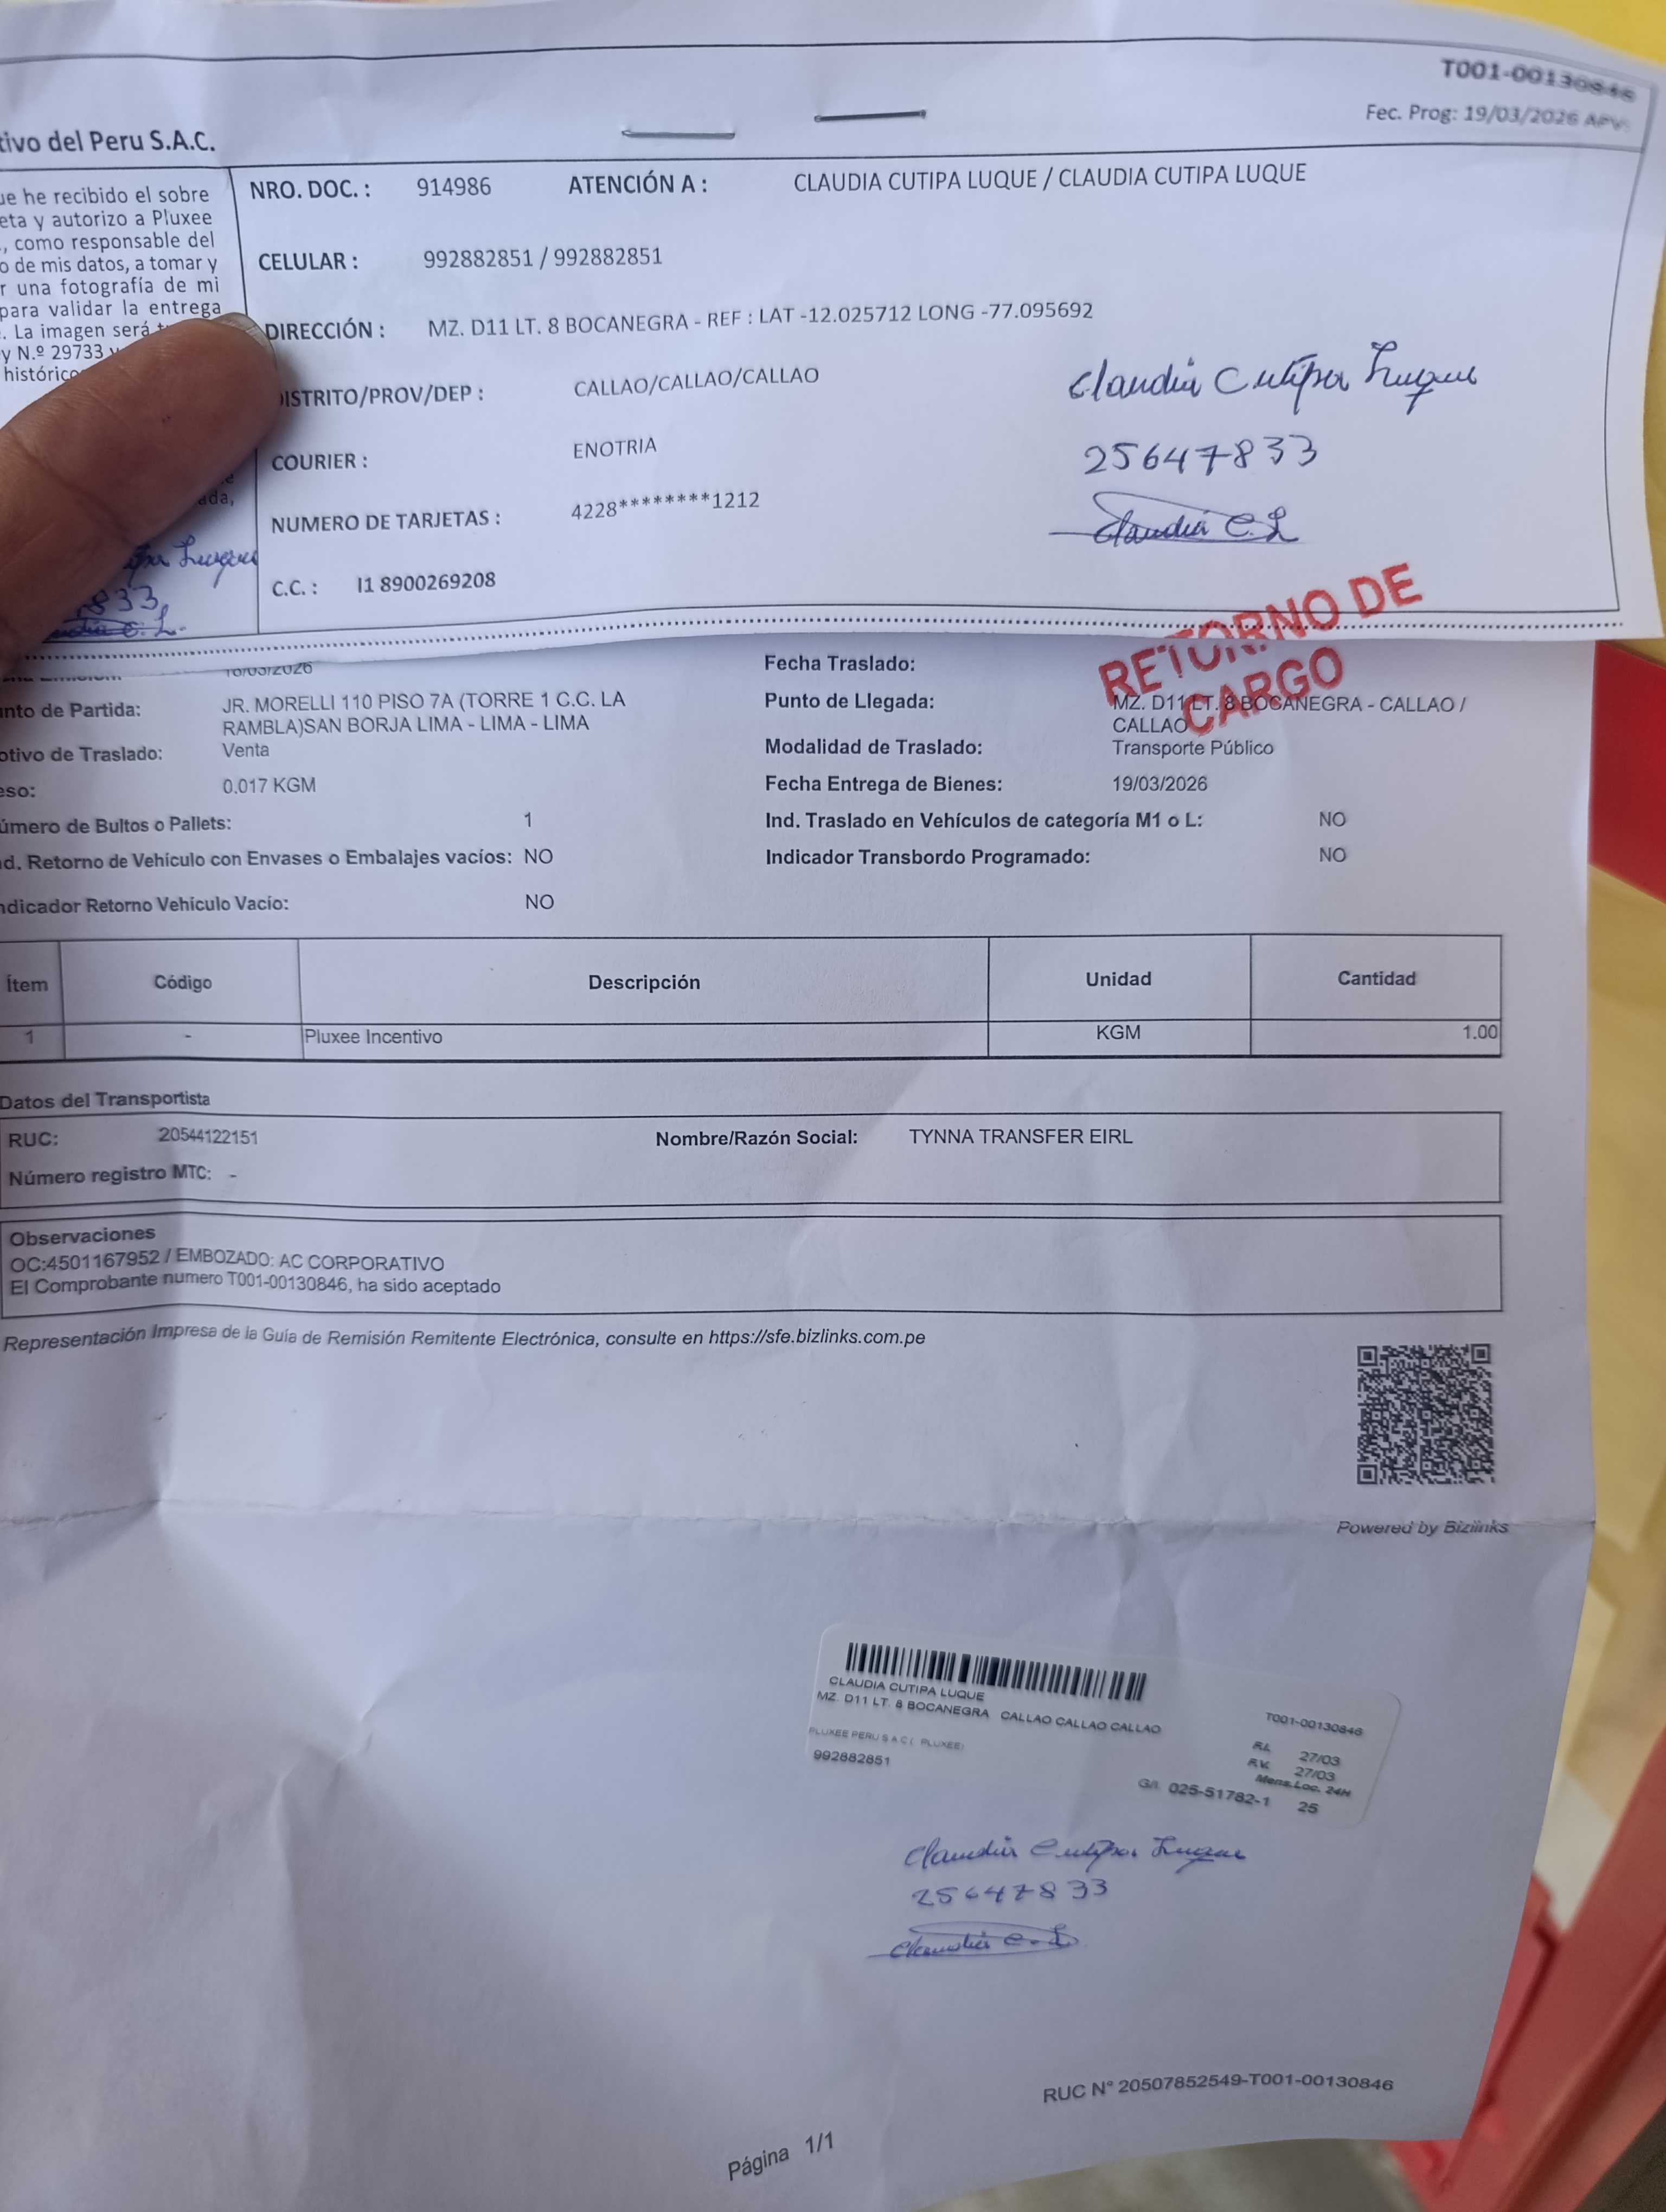 T001-00130846
Fec. Prog: 19/03/2026
tivo del Peru S.A.C.
ue he recibido el sobre
eta y autorizo a Pluxee
., como responsable del
o de mis datos, a tomar y
r una fotografía de mi
para validar la entrega
. La imagen será
y N.º 29733
históric
ada,
Luque
833
NRO. DOC. : 914986 ATENCIÓN A : CLAUDIA CUTIPA LUQUE / CLAUDIA CUTIPA LUQUE
CELULAR : 992882851 / 992882851
DIRECCIÓN : MZ. D11 LT. 8 BOCANEGRA - REF : LAT -12.025712 LONG -77.095692
DISTRITO/PROV/DEP : CALLAO/CALLAO/CALLAO
COURIER : ENOTRIA
NUMERO DE TARJETAS : 4228********1212
C.C. : I1 8900269208
Claudia Cutipa Luque
25647833
Claudia C.L
RETORNO DE
CARGO
Fecha Traslado:
nto de Partida: JR. MORELLI 110 PISO 7A (TORRE 1 C.C. LA
RAMBLA)SAN BORJA LIMA - LIMA - LIMA
Punto de Llegada: MZ. D11 LT. 8 BOCANEGRA - CALLAO /
CALLAO
otivo de Traslado: Venta
Modalidad de Traslado: Transporte Público
eso: 0.017 KGM
Fecha Entrega de Bienes: 19/03/2026
úmero de Bultos o Pallets: 1
Ind. Traslado en Vehículos de categoría M1 o L: NO
d. Retorno de Vehículo con Envases o Embalajes vacíos: NO
Indicador Transbordo Programado: NO
ndicador Retorno Vehículo Vacío: NO
Ítem Código Descripción Unidad Cantidad
1 - Pluxee Incentivo KGM 1.00
Datos del Transportista
RUC: 20544122151 Nombre/Razón Social: TYNNA TRANSFER EIRL
Número registro MTC: -
Observaciones
OC:4501167952 / EMBOZADO: AC CORPORATIVO
El Comprobante numero T001-00130846, ha sido aceptado
Representación Impresa de la Guía de Remisión Remitente Electrónica, consulte en https://sfe.bizlinks.com.pe
Powered by Bizlinks
CLAUDIA CUTIPA LUQUE
MZ. D11 LT. 8 BOCANEGRA CALLAO CALLAO CALLAO
T001-00130846
PLUXEE PERU S A C ( PLUXEE)
992882851
F.I. 27/03
F.V. 27/03
Mens.Loc. 24H
G/I. 025-51782-1 25
Claudia Cutipa Luque
25647833
Claudia C.L
RUC N° 20507852549-T001-00130846
Página 1/1